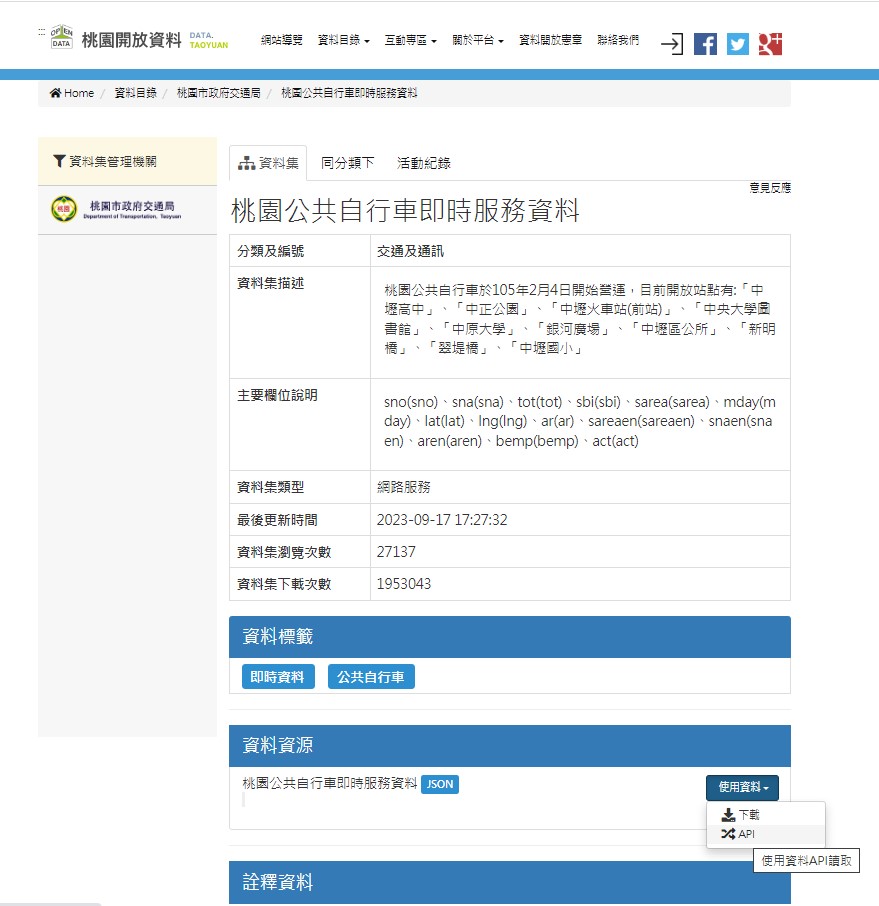 :::
OPEN DATA 桃園開放資料 DATA. TAOYUAN
網站導覽 資料目錄 互動專區 關於平台 資料開放憲章 聯絡我們
Home / 資料目錄 / 桃園市政府交通局 / 桃園公共自行車即時服務資料
資料集管理機關
桃園市政府交通局
Department of Transportation, Taoyuan
資料集 同分類下 活動紀錄
意見反應
桃園公共自行車即時服務資料
分類及編號 交通及通訊
資料集描述
桃園公共自行車於105年2月4日開始營運，目前開放站點有:「中
壢高中」、「中正公園」、「中壢火車站(前站)」、「中央大學圖
書館」、「中原大學」、「銀河廣場」、「中壢區公所」、「新明
橋」、「翠堤橋」、「中壢國小」
主要欄位說明
sno(sno)、sna(sna)、tot(tot)、sbi(sbi)、sarea(sarea)、mday(m
day)、lat(lat)、lng(lng)、ar(ar)、sareaen(sareaen)、snaen(sna
en)、aren(aren)、bemp(bemp)、act(act)
資料集類型 網路服務
最後更新時間 2023-09-17 17:27:32
資料集瀏覽次數 27137
資料集下載次數 1953043
資料標籤
即時資料 公共自行車
資料資源
桃園公共自行車即時服務資料 JSON 使用資料
下載
API
使用資料API讀取
詮釋資料